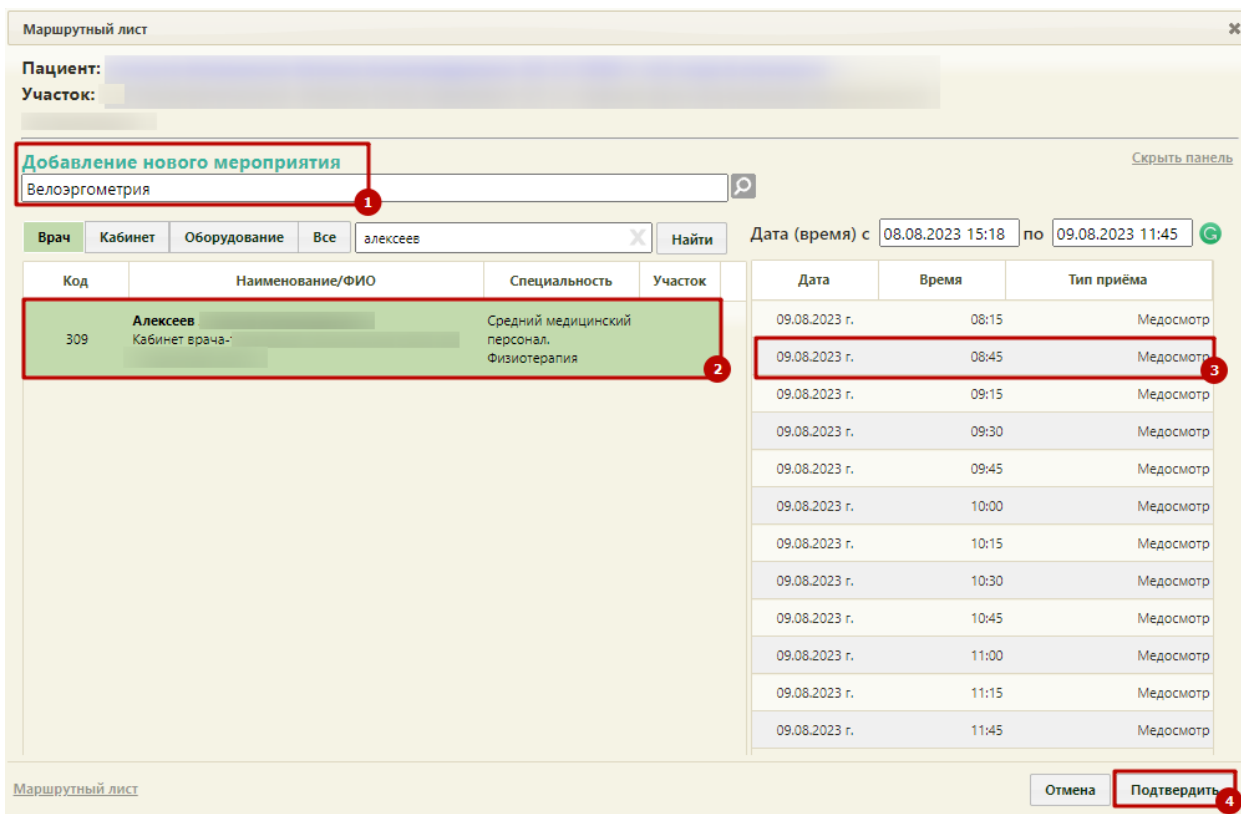 Маршрутный лист
Пациент:
Участок:
Добавление нового мероприятия
Скрыть панель
Велоэргометрия
1
Врач Кабинет Оборудование Все алексеев Найти Дата (время) с 08.08.2023 15:18 по 09.08.2023 11:45
Код Наименование/ФИО Специальность Участок Дата Время Тип приёма
309 Алексеев Средний медицинский
Кабинет врача- персонал.
Физиотерапия
2
09.08.2023 г. 08:15 Медосмотр
09.08.2023 г. 08:45 Медосмотр
3
09.08.2023 г. 09:15 Медосмотр
09.08.2023 г. 09:30 Медосмотр
09.08.2023 г. 09:45 Медосмотр
09.08.2023 г. 10:00 Медосмотр
09.08.2023 г. 10:15 Медосмотр
09.08.2023 г. 10:30 Медосмотр
09.08.2023 г. 10:45 Медосмотр
09.08.2023 г. 11:00 Медосмотр
09.08.2023 г. 11:15 Медосмотр
09.08.2023 г. 11:45 Медосмотр
Маршрутный лист Отмена Подтвердить
4